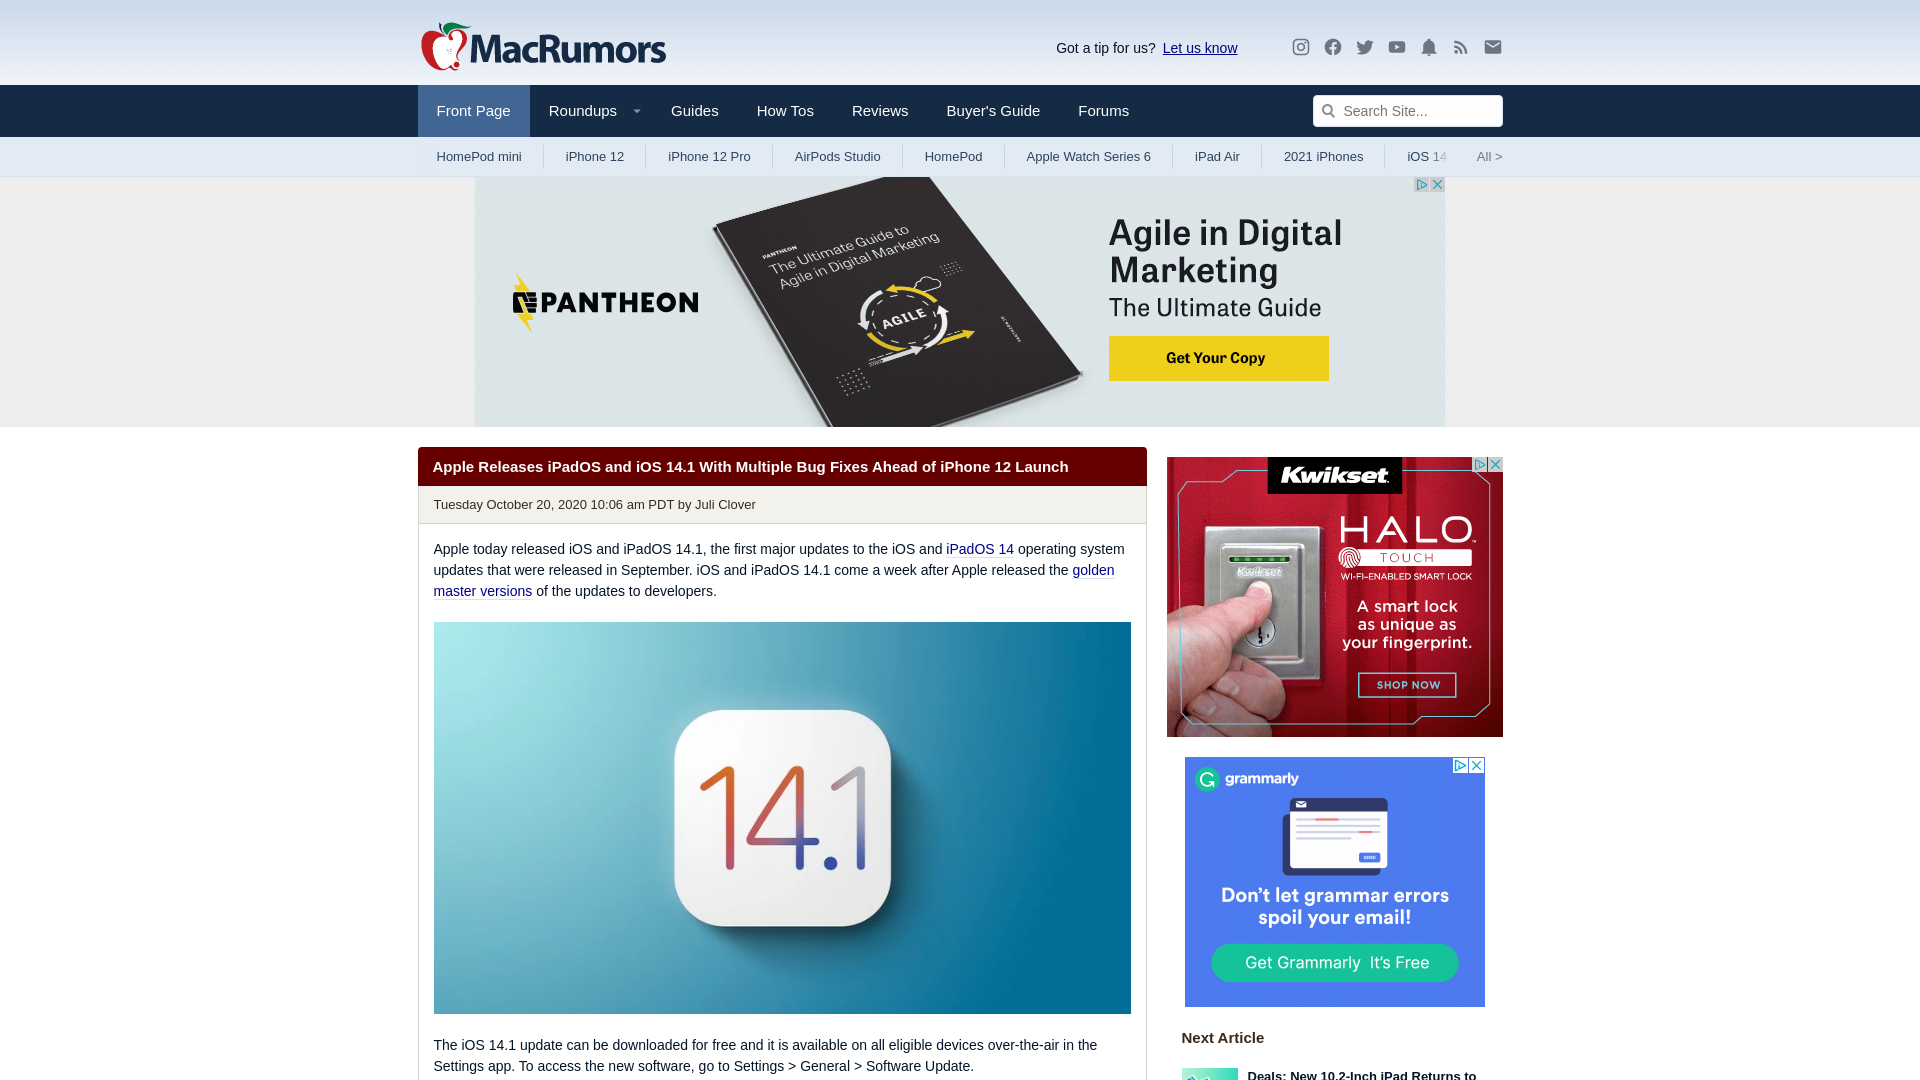 MacRumors
Got a tip for us? Let us know
Front Page
Roundups
Guides
How Tos
Reviews
Buyer's Guide
Forums
Search Site...
HomePod mini
iPhone 12
iPhone 12 Pro
AirPods Studio
HomePod
Apple Watch Series 6
iPad Air
2021 iPhones
iOS 14
All >
PANTHEON
PANTHEON
The Ultimate Guide to
Agile in Digital Marketing
AGILE
Agile in Digital
Marketing
The Ultimate Guide
Get Your Copy
Apple Releases iPadOS and iOS 14.1 With Multiple Bug Fixes Ahead of iPhone 12 Launch
Tuesday October 20, 2020 10:06 am PDT by Juli Clover
Apple today released iOS and iPadOS 14.1, the first major updates to the iOS and iPadOS 14 operating system
updates that were released in September. iOS and iPadOS 14.1 come a week after Apple released the golden
master versions of the updates to developers.
14.1
The iOS 14.1 update can be downloaded for free and it is available on all eligible devices over-the-air in the
Settings app. To access the new software, go to Settings > General > Software Update.
Kwikset
Kwikset
HALO™
TOUCH
WI-FI-ENABLED SMART LOCK
A smart lock
as unique as
your fingerprint.
SHOP NOW
grammarly
SEND
Don't let grammar errors
spoil your email!
Get Grammarly It's Free
Next Article
Deals: New 10.2-Inch iPad Returns to